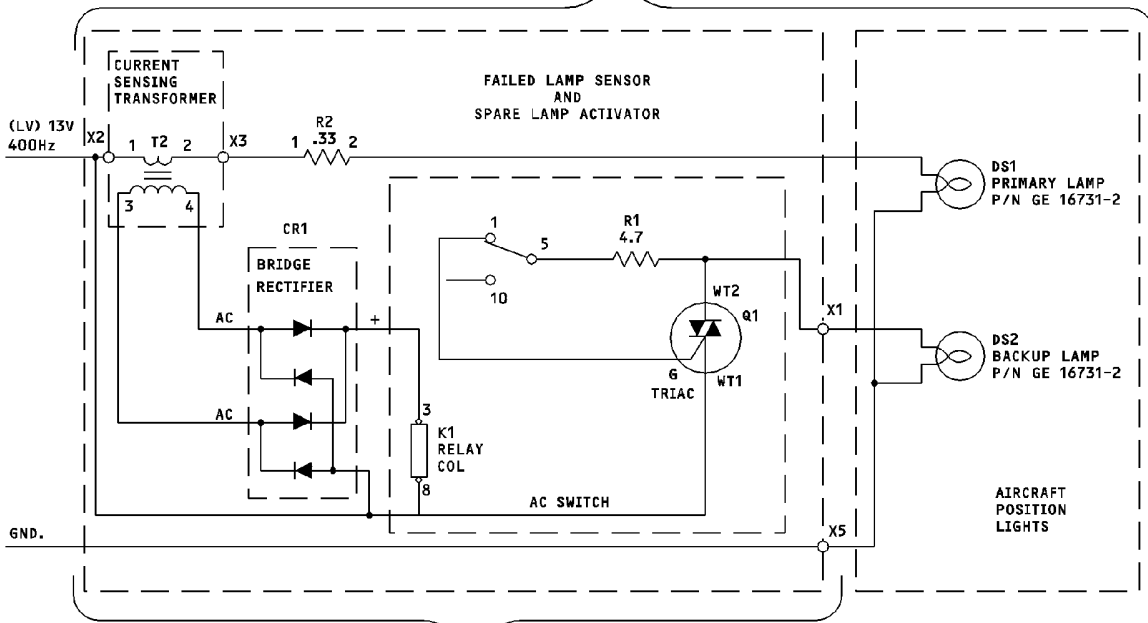 CURRENT
SENSING
TRANSFORMER
FAILED LAMP SENSOR
AND
SPARE LAMP ACTIVATOR
(LV) 13V
400Hz
X2
1 T2 2
X3
R2
1 .33 2
3 4
DS1
PRIMARY LAMP
P/N GE 16731-2
CR1
BRIDGE
RECTIFIER
1
5
10
R1
4.7
WT2
Q1
G
WT1
TRIAC
X1
AC
+
AC
DS2
BACKUP LAMP
P/N GE 16731-2
3
K1
RELAY
COL
8
AC SWITCH
AIRCRAFT
POSITION
LIGHTS
GND.
X5